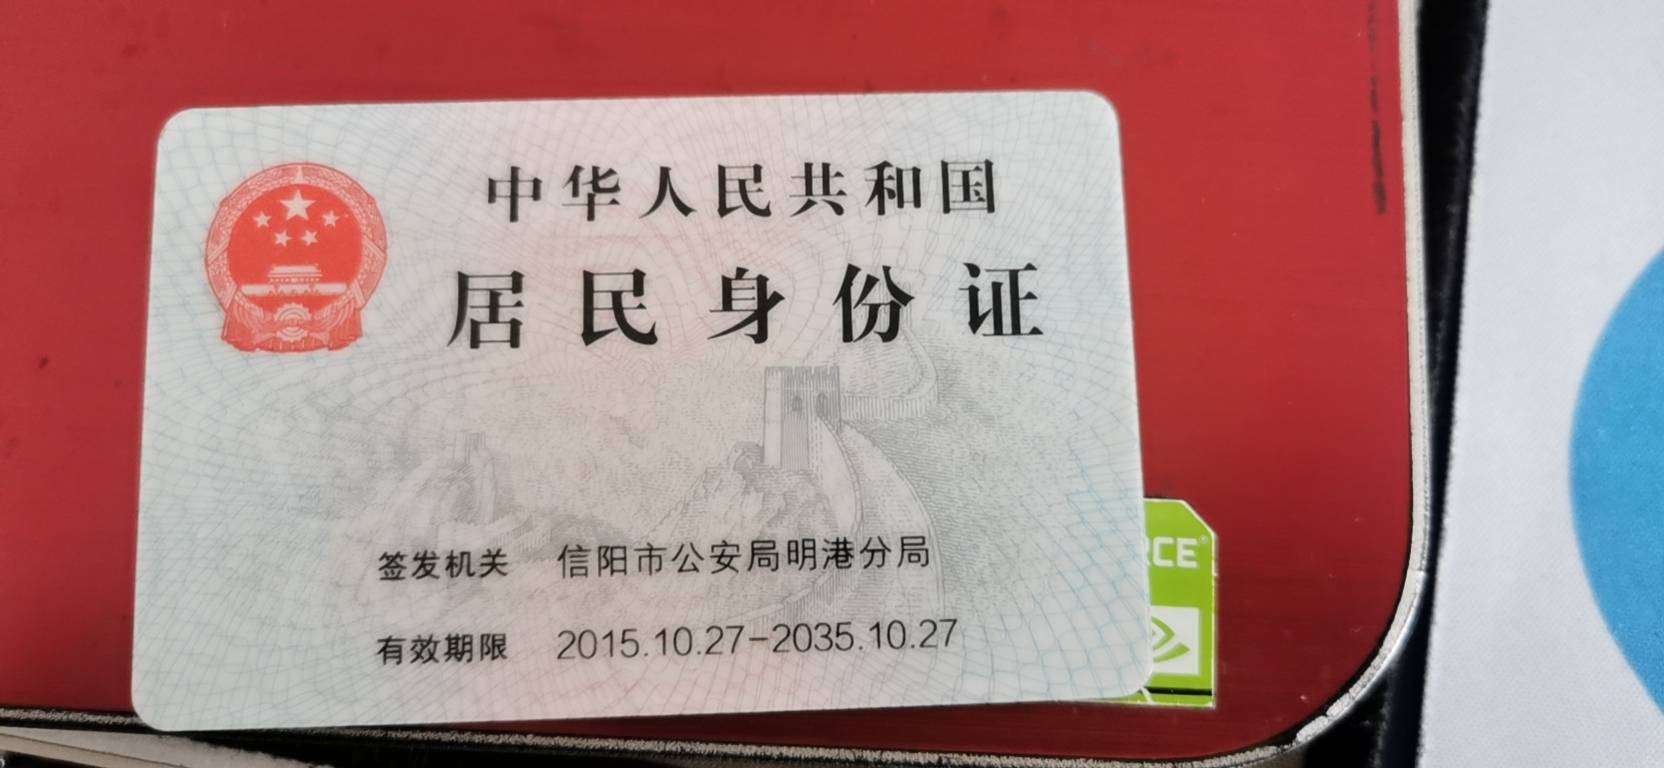 中华人民共和国
居民身份证
签发机关 信阳市公安局明港分局
有效期限 2015.10.27-2035.10.27
RCE